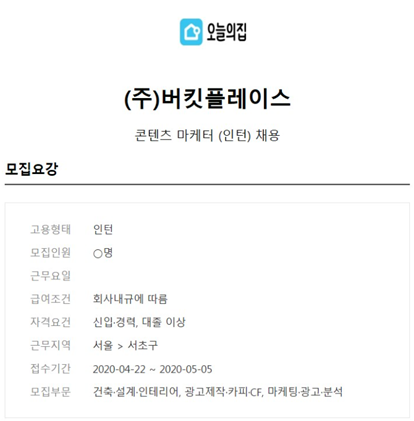 오늘의집
(주)버킷플레이스
콘텐츠 마케터 (인턴) 채용
모집요강
고용형태 인턴
모집인원 ○명
근무요일
급여조건 회사내규에 따름
자격요건 신입·경력, 대졸 이상
근무지역 서울 > 서초구
접수기간 2020-04-22 ~ 2020-05-05
모집부문 건축·설계·인테리어, 광고제작·카피·CF, 마케팅·광고·분석